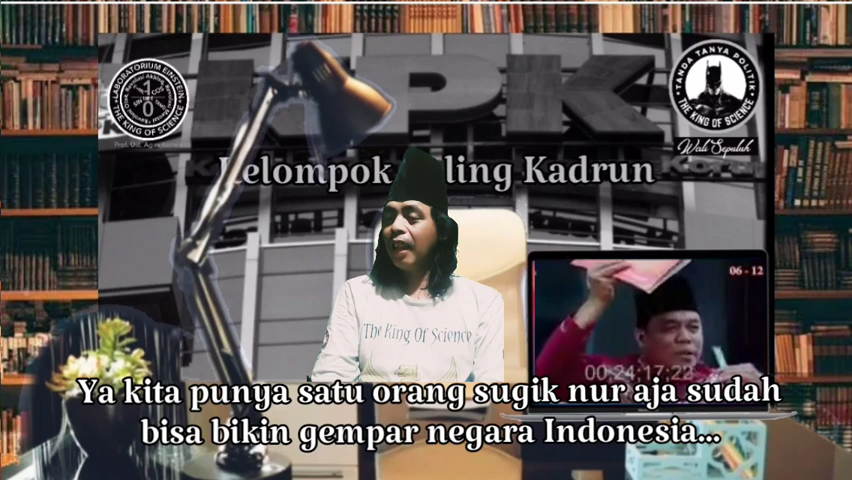 KPK
LABORATORIUM EINSTEIN
THE KING OF SCIENCE
TANDA TANYA POLITIK
THE KING OF SCIENCE
Wali Sepuluh
Kelompok ling Kadrun
The King Of Science
06 - 12
00:24:17:22
Ya kita punya satu orang sugik nur aja sudah
bisa bikin gempar negara Indonesia...